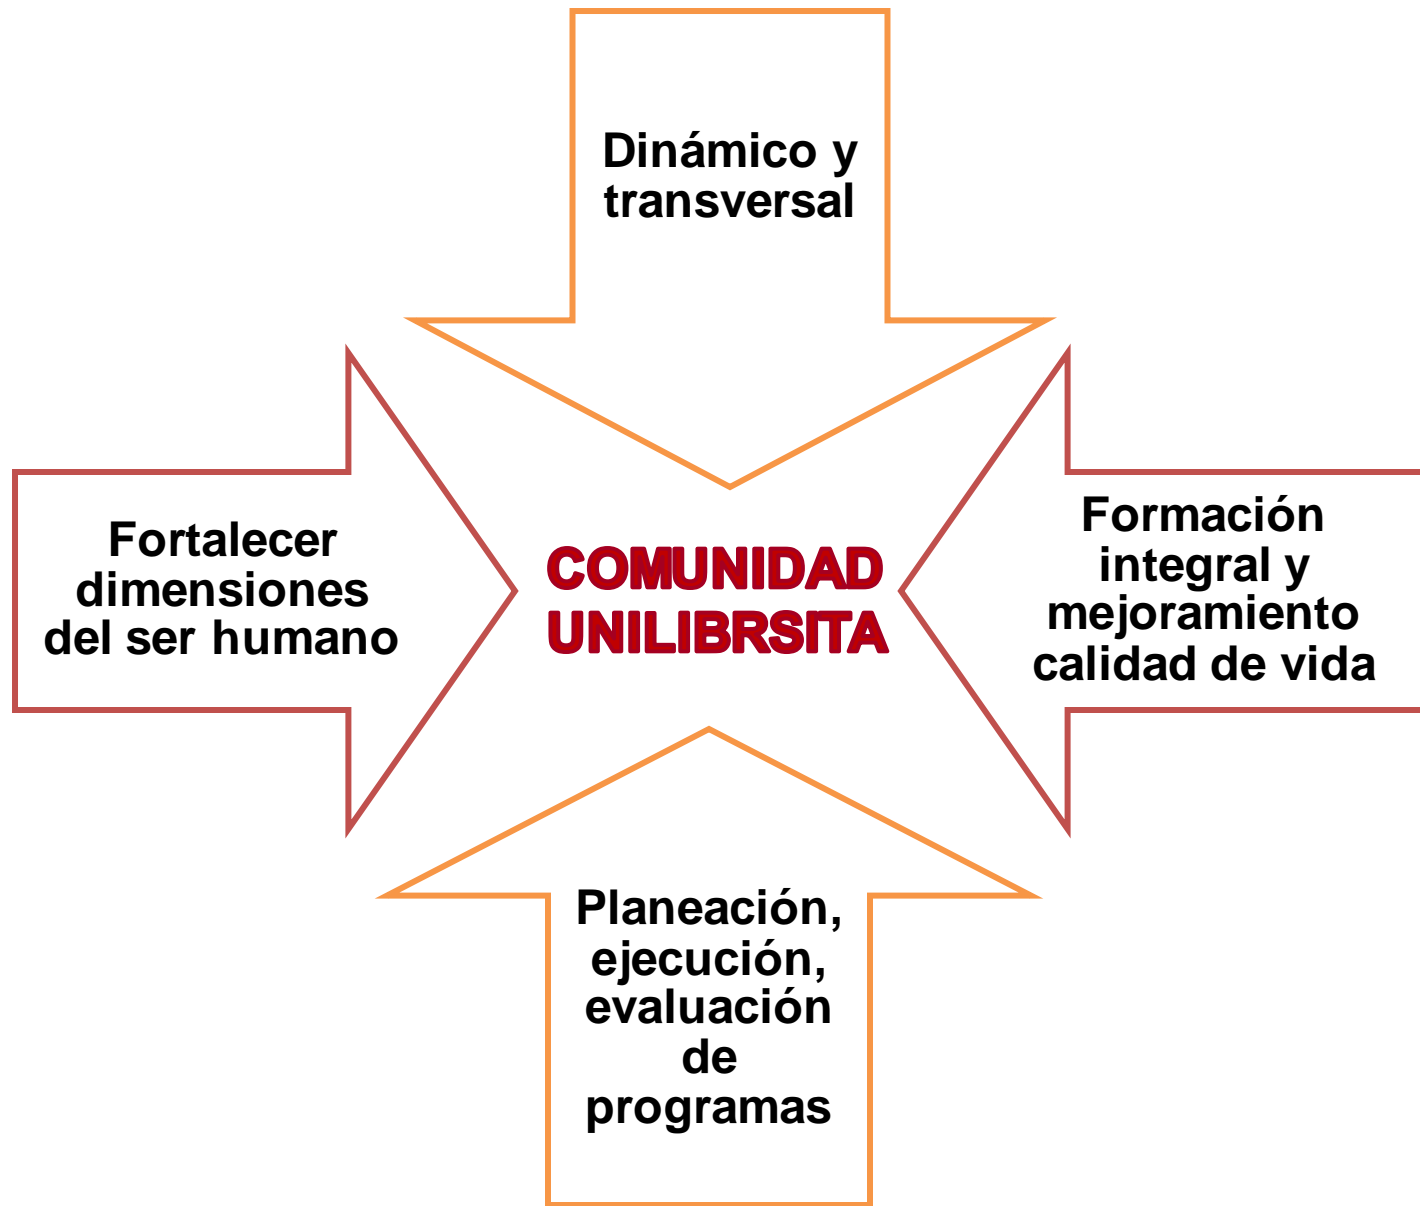 Dinámico y
transversal
Fortalecer
dimensiones
del ser humano
COMUNIDAD
UNILIBRSITA
Formación
integral y
mejoramiento
calidad de vida
Planeación,
ejecución,
evaluación
de
programas